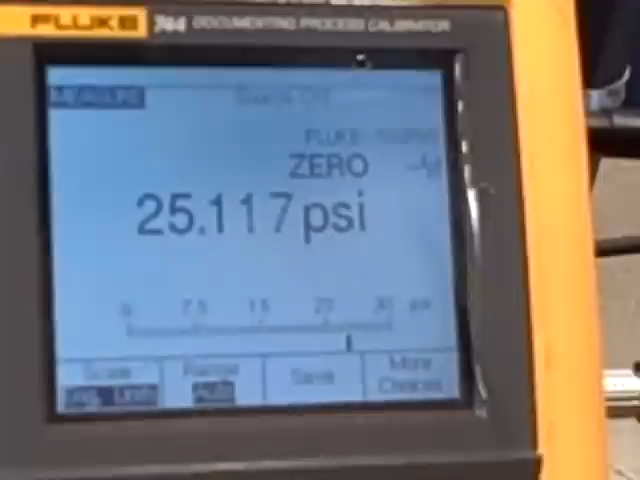 FLUKE 744 DOCUMENTING PROCESS CALIBRATOR
MEASURE
ZERO
25.117 psi
0 7.5 15 30
Scale Range Save More
Auto Choices